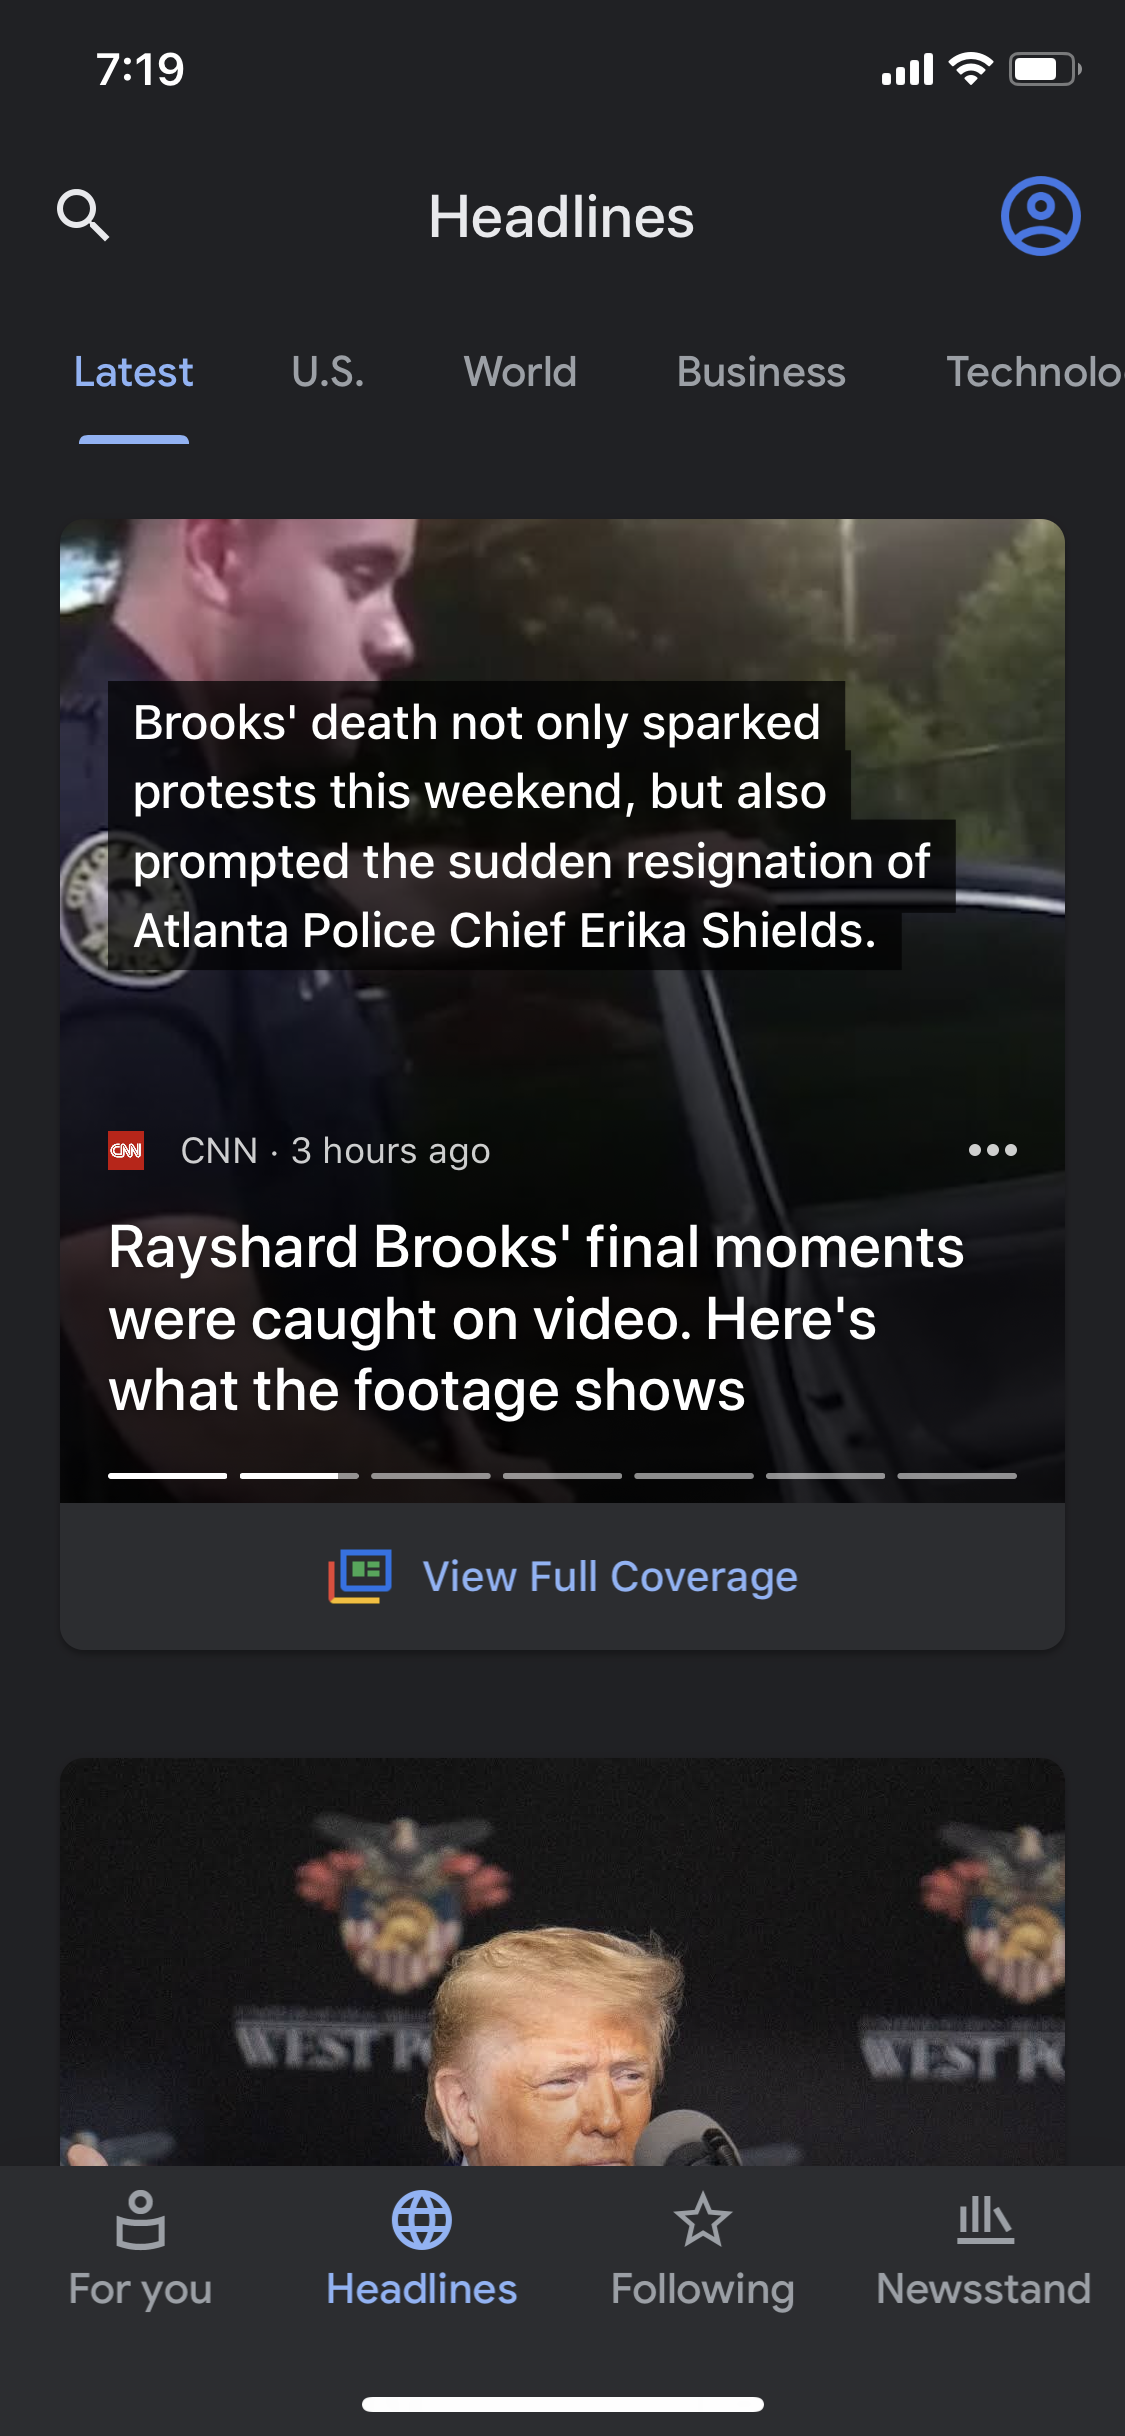 7:19
Headlines
Latest U.S. World Business Technolo
Brooks' death not only sparked
protests this weekend, but also
prompted the sudden resignation of
Atlanta Police Chief Erika Shields.
CNN CNN · 3 hours ago
Rayshard Brooks' final moments
were caught on video. Here's
what the footage shows
View Full Coverage
WEST PO
WEST PO
For you Headlines Following Newsstand